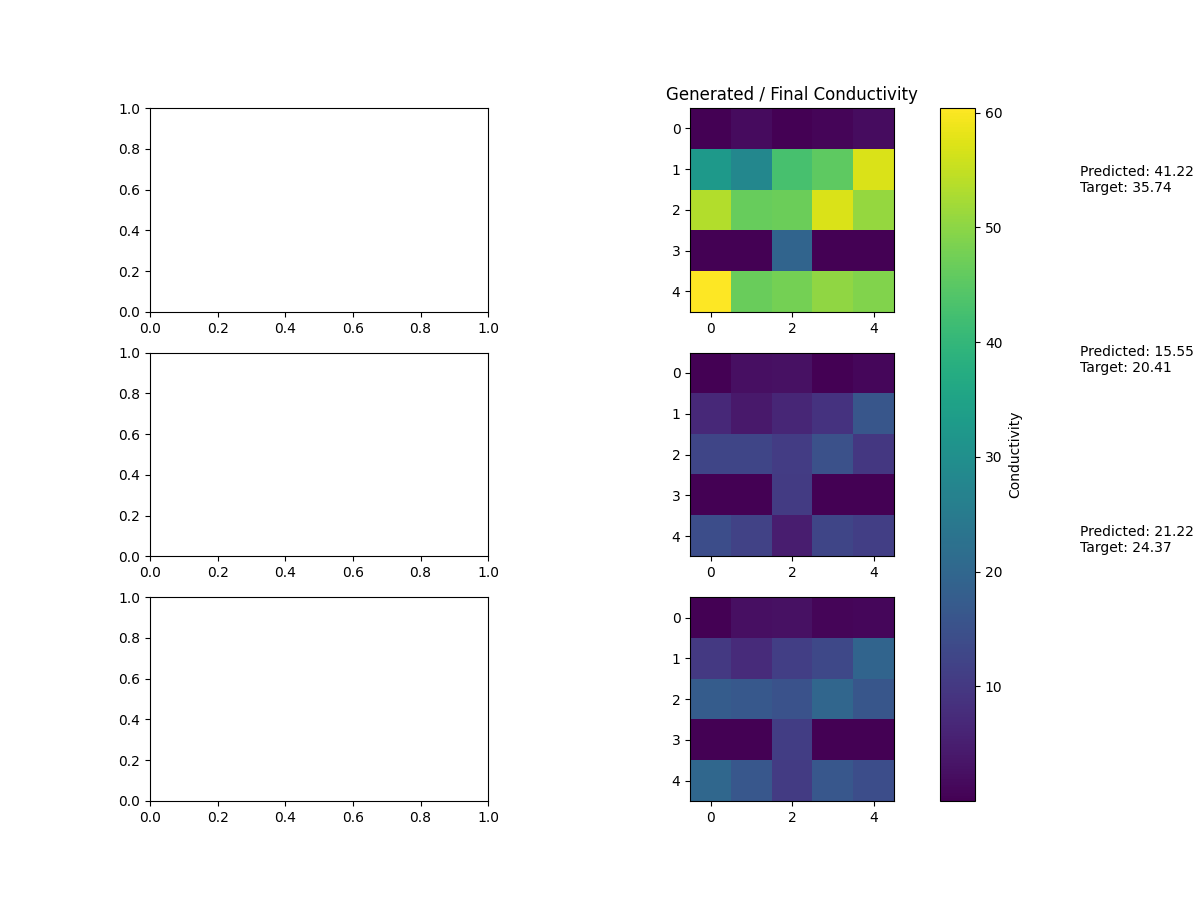 Generated / Final Conductivity
1.0
0.8
0.6
0.4
0.2
0.0
0.0 0.2 0.4 0.6 0.8 1.0
0
1
2
3
4
0 2 4
1.0
0.8
0.6
0.4
0.2
0.0
0.0 0.2 0.4 0.6 0.8 1.0
0
1
2
3
4
0 2 4
1.0
0.8
0.6
0.4
0.2
0.0
0.0 0.2 0.4 0.6 0.8 1.0
0
1
2
3
4
0 2 4
60
50
40
30
20
10
Conductivity
Predicted: 41.22
Target: 35.74
Predicted: 15.55
Target: 20.41
Predicted: 21.22
Target: 24.37